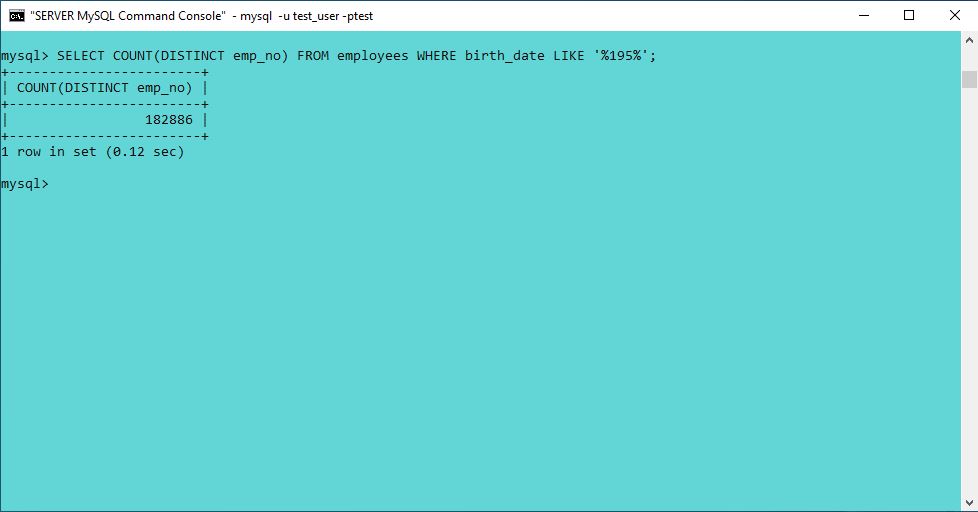 "SERVER MySQL Command Console" - mysql -u test_user -ptest
mysql> SELECT COUNT(DISTINCT emp_no) FROM employees WHERE birth_date LIKE '%195%';
+------------------------+
| COUNT(DISTINCT emp_no) |
+------------------------+
|                 182886 |
+------------------------+
1 row in set (0.12 sec)
mysql>